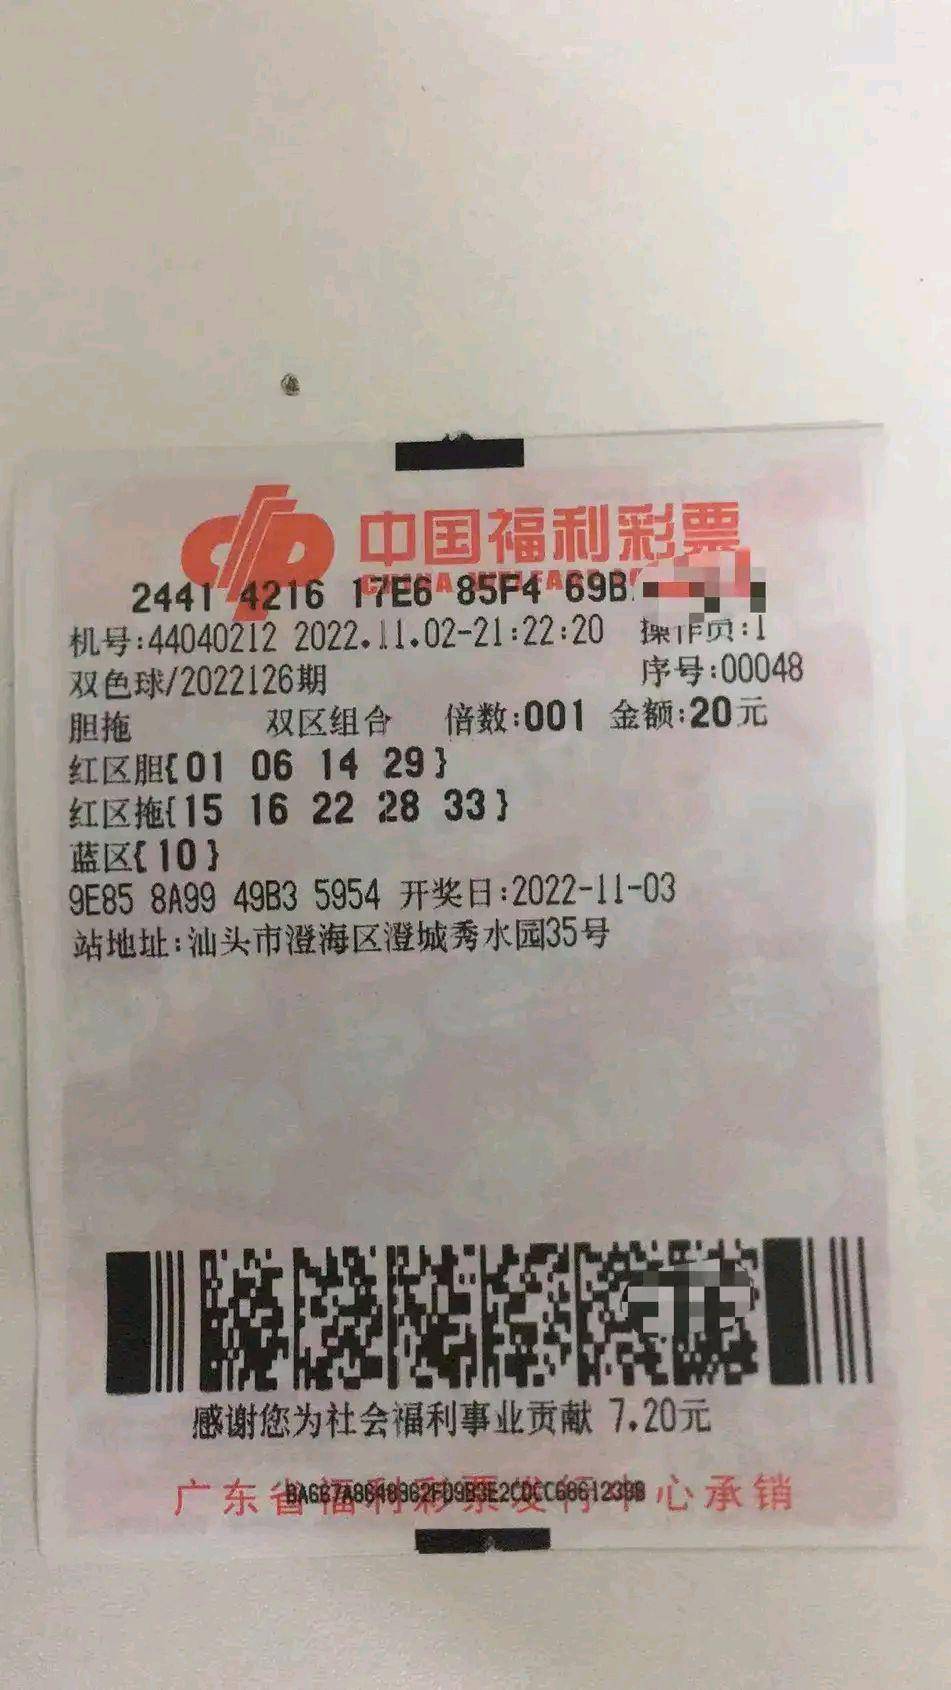 中国福利彩票
2441 4216 17E6 85F4 69B
机号:44040212 2022.11.02-21:22:20 操作员:1
双色球/2022126期 序号:00048
胆拖 双区组合 倍数:001 金额:20元
红区胆{01 06 14 29}
红区拖{15 16 22 28 33}
蓝区{10}
9E85 8A99 49B3 5954 开奖日:2022-11-03
站地址:汕头市澄海区澄城秀水园35号
感谢您为社会福利事业贡献 7.20元
广东省福利彩票发行中心承销